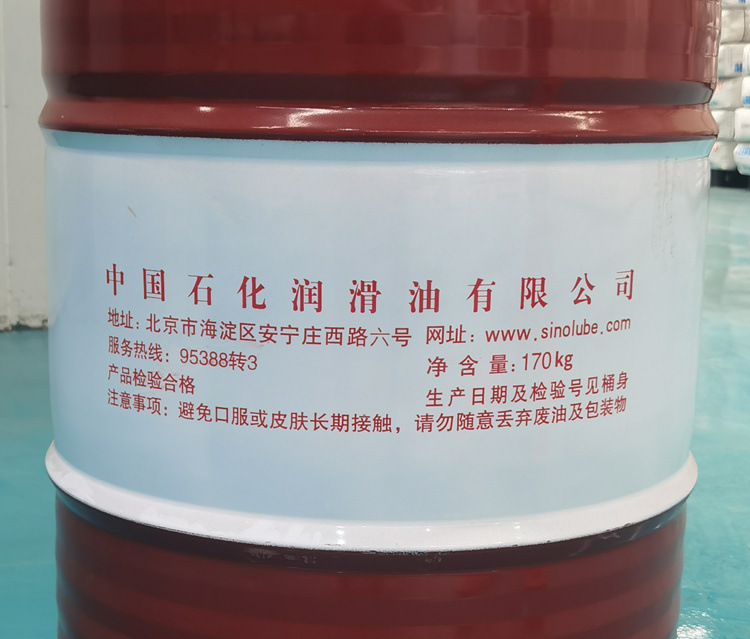 中国石化润滑油有限公司
地址: 北京市海淀区安宁庄西路六号 网址: www.sinolube.com
服务热线: 95388转3 净含量: 170kg
产品检验合格 生产日期及检验号见桶身
注意事项: 避免口服或皮肤长期接触，请勿随意丢弃废油及包装物